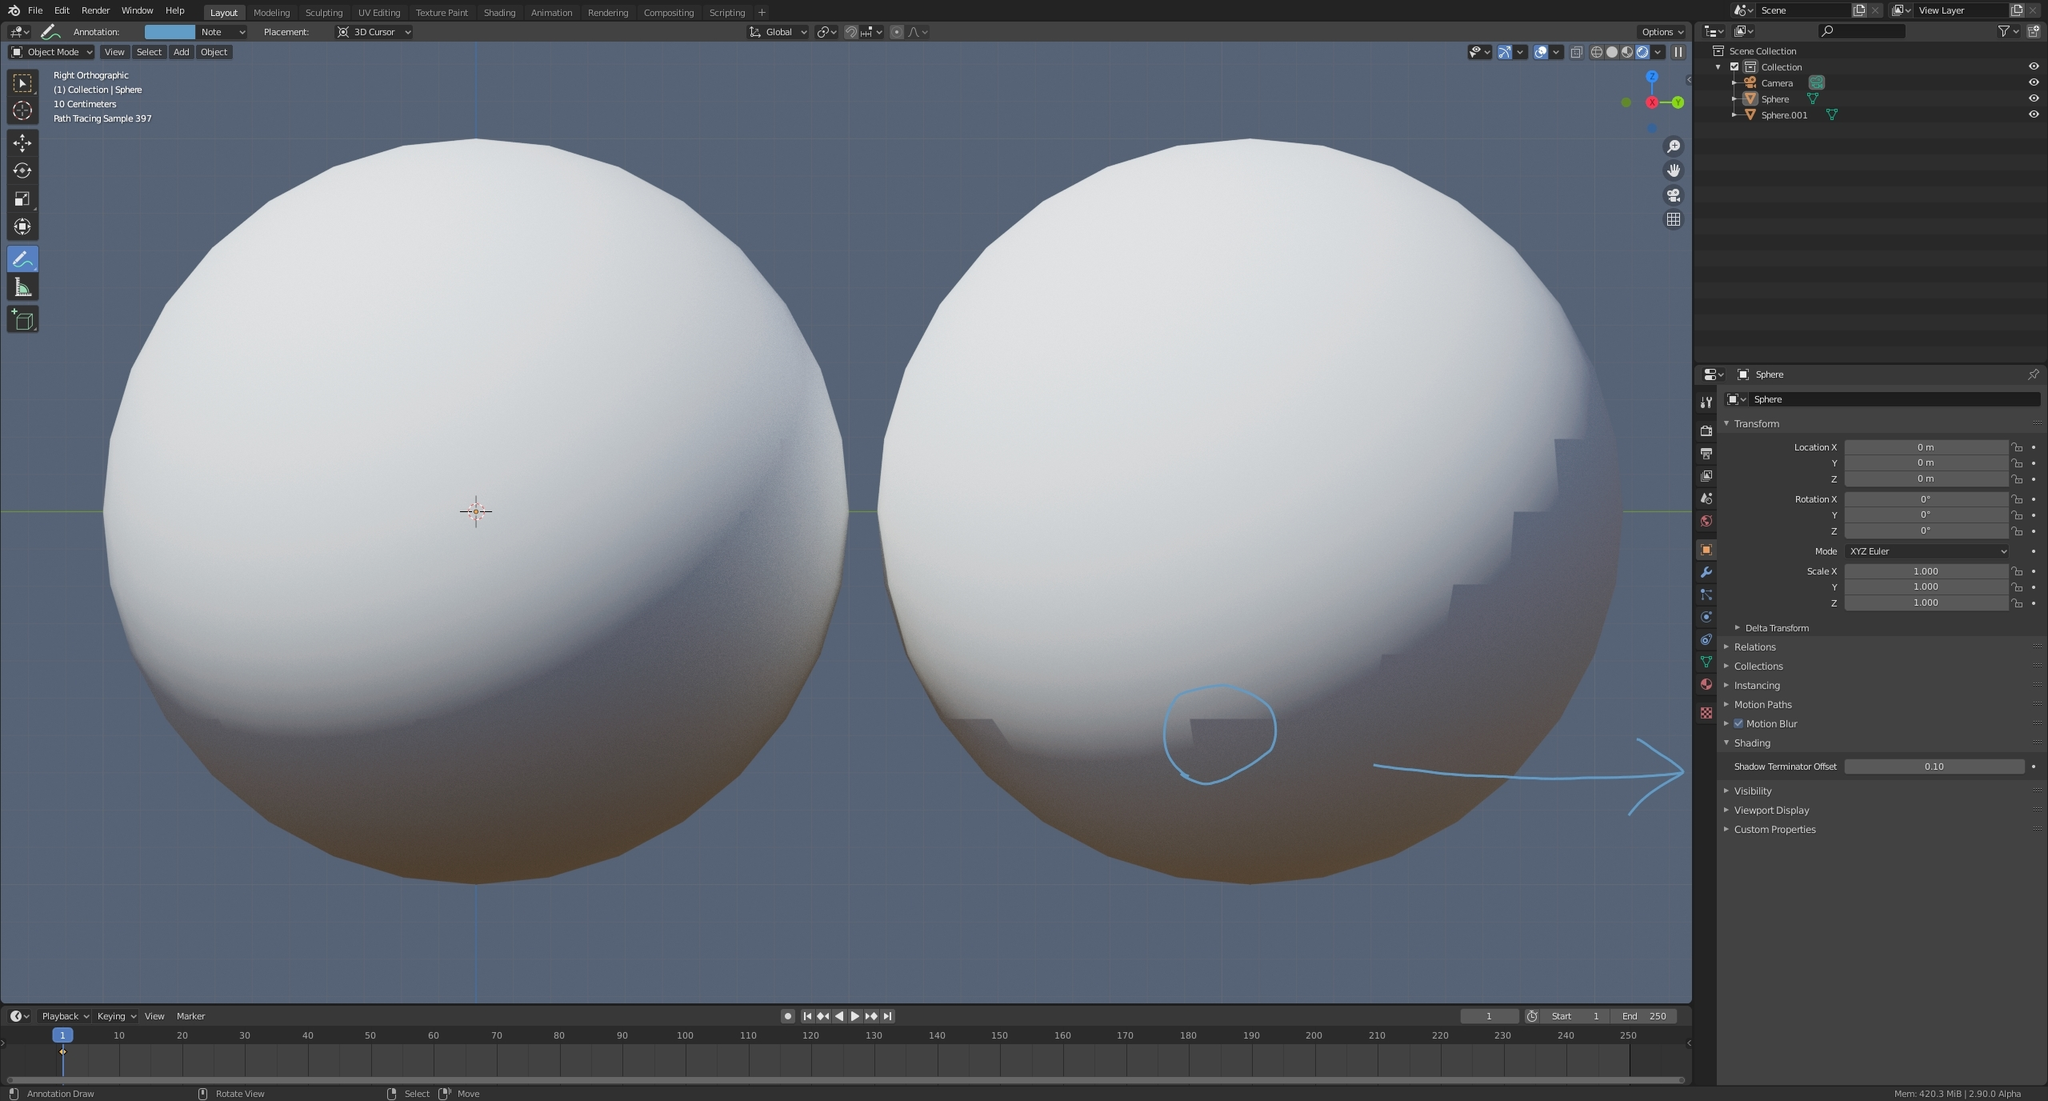 File Edit Render Window Help Layout Modeling Sculpting UV Editing Texture Paint Shading Animation Rendering Compositing Scripting + Scene View Layer
Annotation: Note Placement: 3D Cursor Global Options
Object Mode View Select Add Object
Right Orthographic
(1) Collection | Sphere
10 Centimeters
Path Tracing Sample 397
Z
X
Y
Scene Collection
Collection
Camera
Sphere
Sphere.001
Sphere
Sphere
Transform
Location X 0 m
Y 0 m
Z 0 m
Rotation X 0°
Y 0°
Z 0°
Mode XYZ Euler
Scale X 1.000
Y 1.000
Z 1.000
Delta Transform
Relations
Collections
Instancing
Motion Paths
Motion Blur
Shading
Shadow Terminator Offset 0.10
Visibility
Viewport Display
Custom Properties
Playback Keying View Marker 1 Start 1 End 250
1 10 20 30 40 50 60 70 80 90 100 110 120 130 140 150 160 170 180 190 200 210 220 230 240 250
Annotation Draw Rotate View Select Move Mem: 420.3 MiB | 2.90.0 Alpha